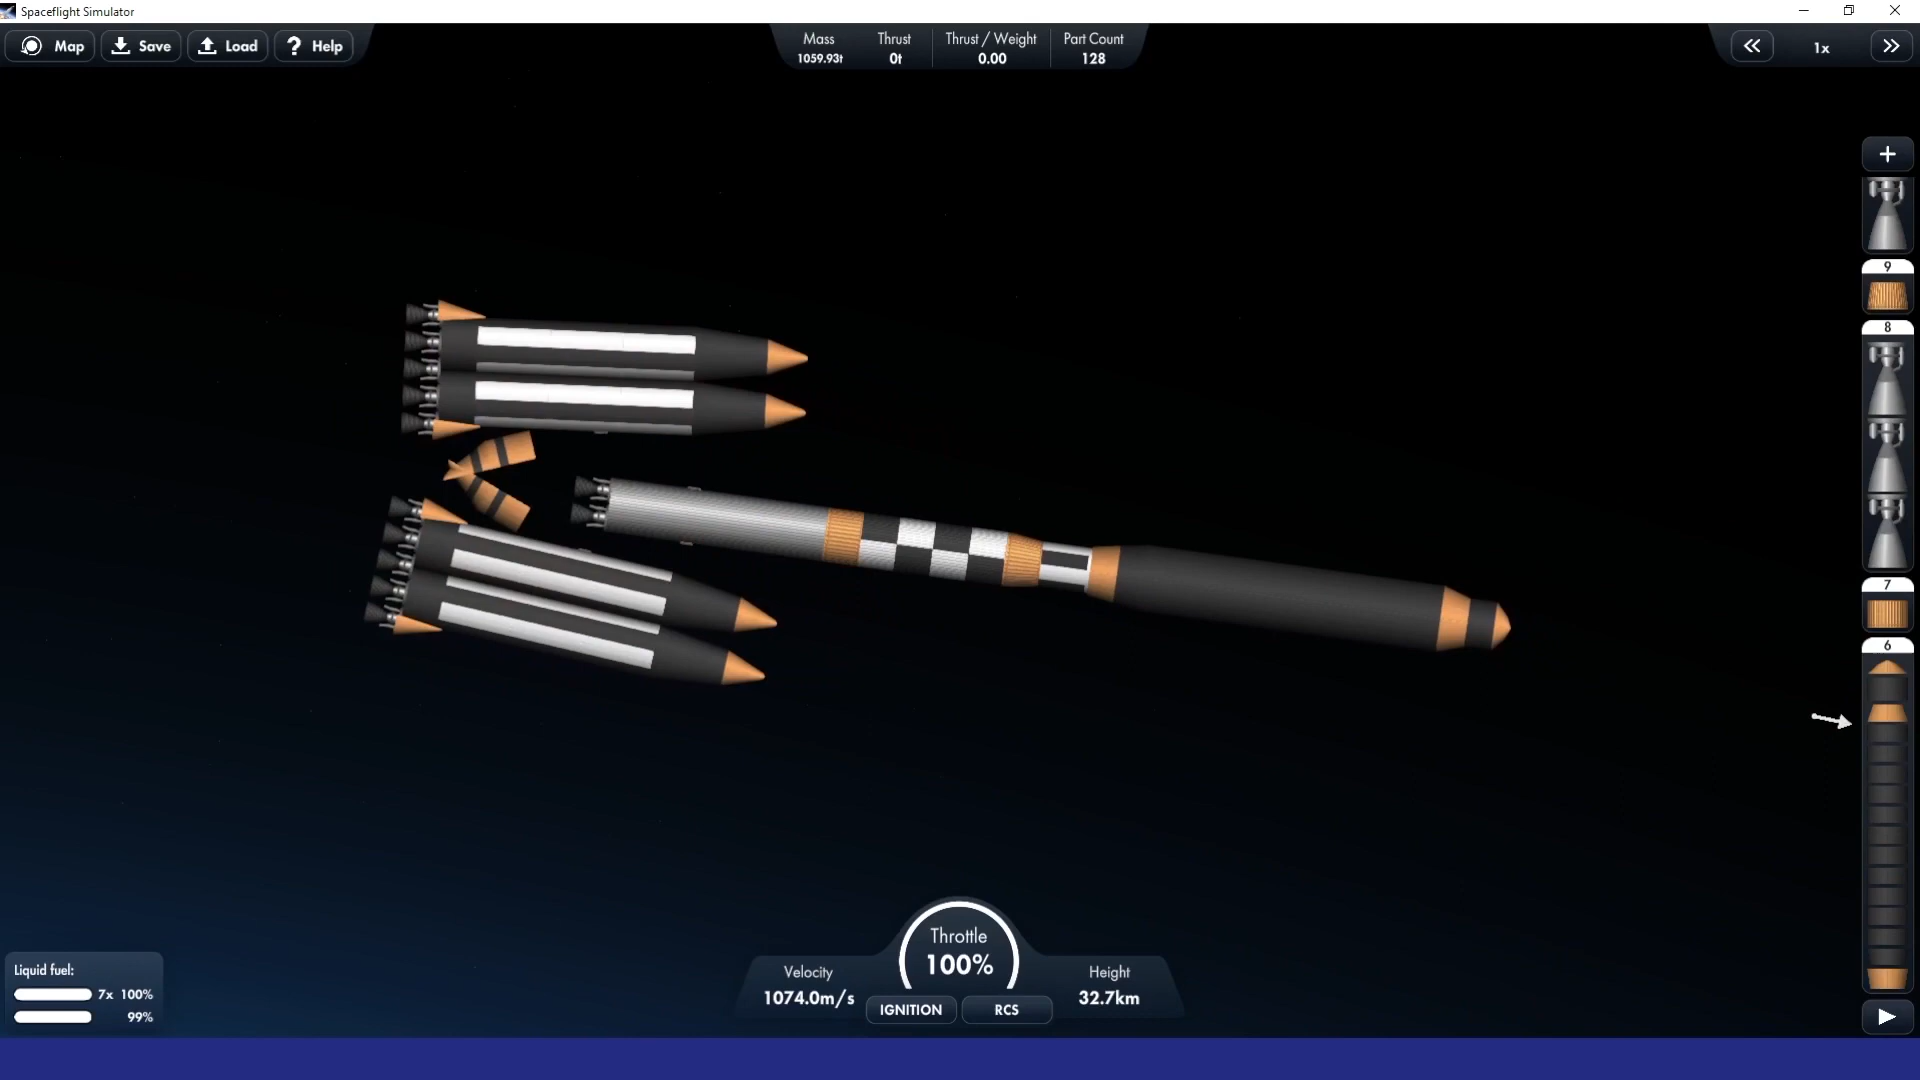 Spaceflight Simulator
Map Save Load Help
Mass Thrust Thrust / Weight Part Count
1059.93t 0t 0.00 128
1x
9
8
7
6
Liquid fuel:
7x 100%
99%
Throttle
100%
Velocity
1074.0m/s
Height
32.7km
IGNITION RCS